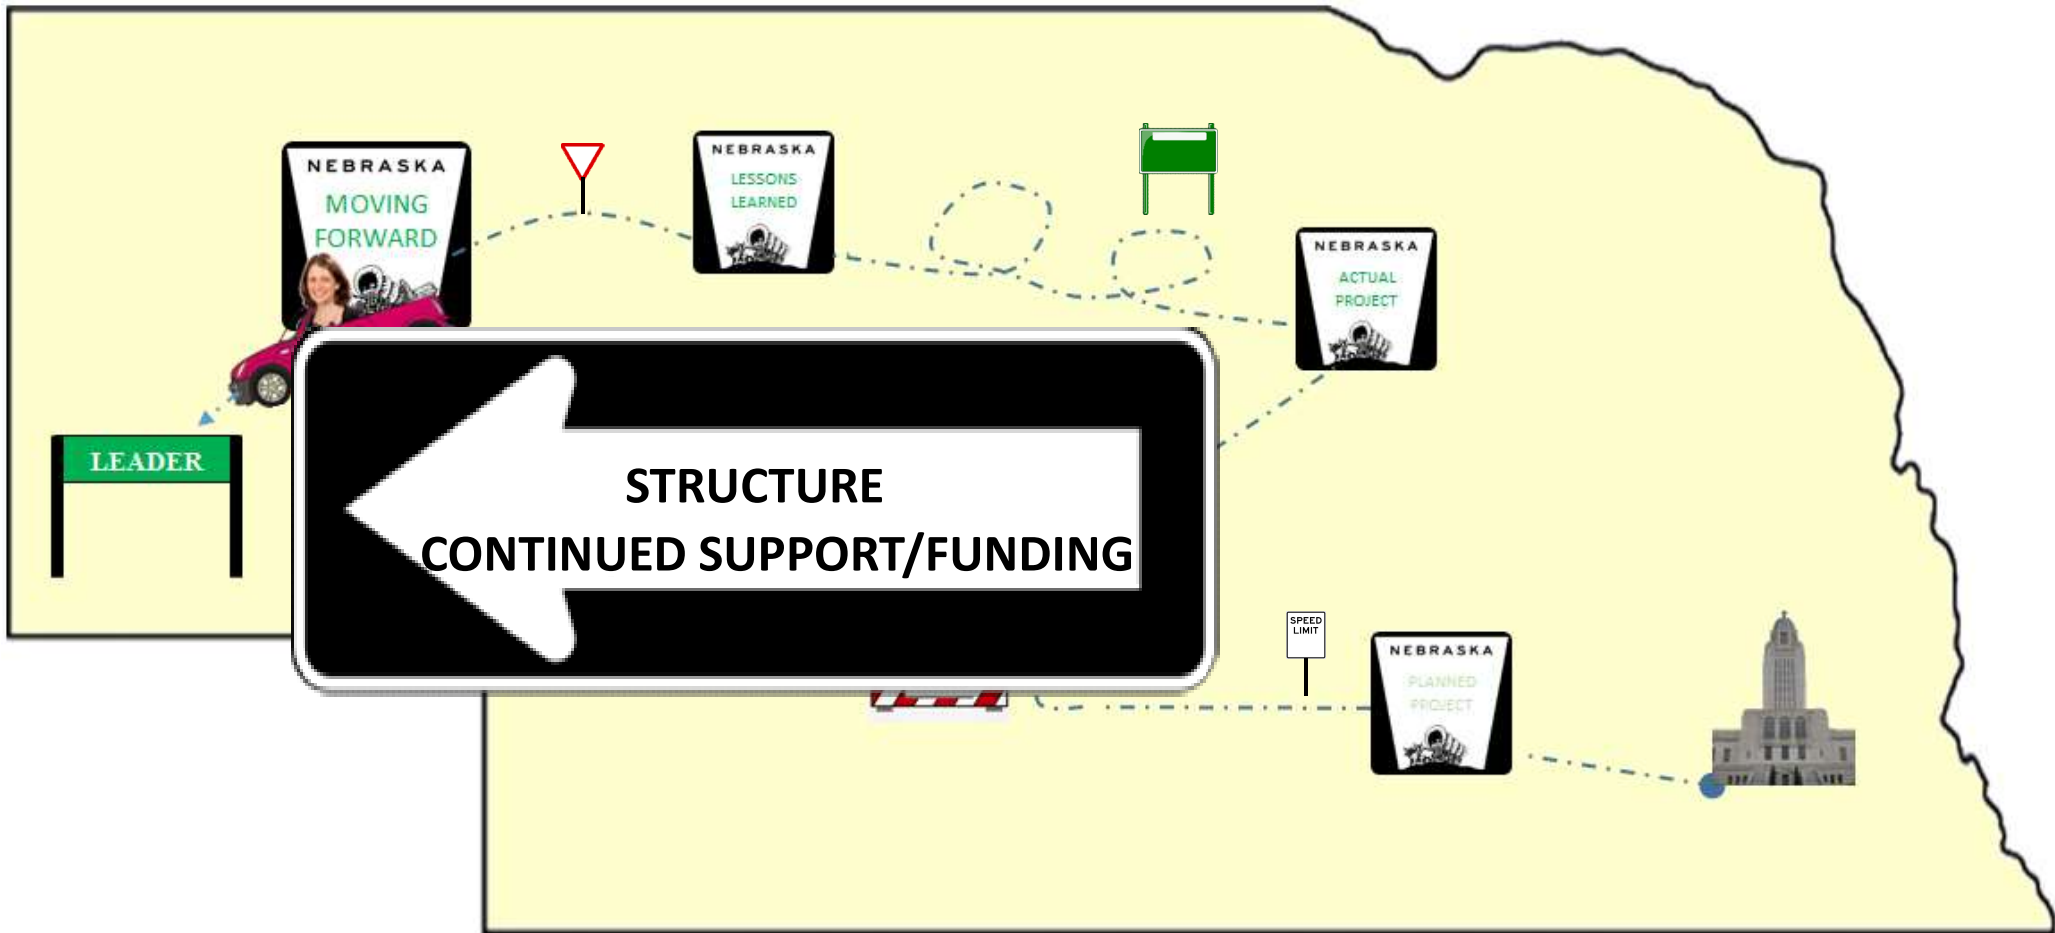 NEBRASKA
MOVING
FORWARD
NEBRASKA
LESSONS
LEARNED
NEBRASKA
ACTUAL
PROJECT
LEADER
STRUCTURE
CONTINUED SUPPORT/FUNDING
SPEED
LIMIT
NEBRASKA
PLANNED
PROJECT